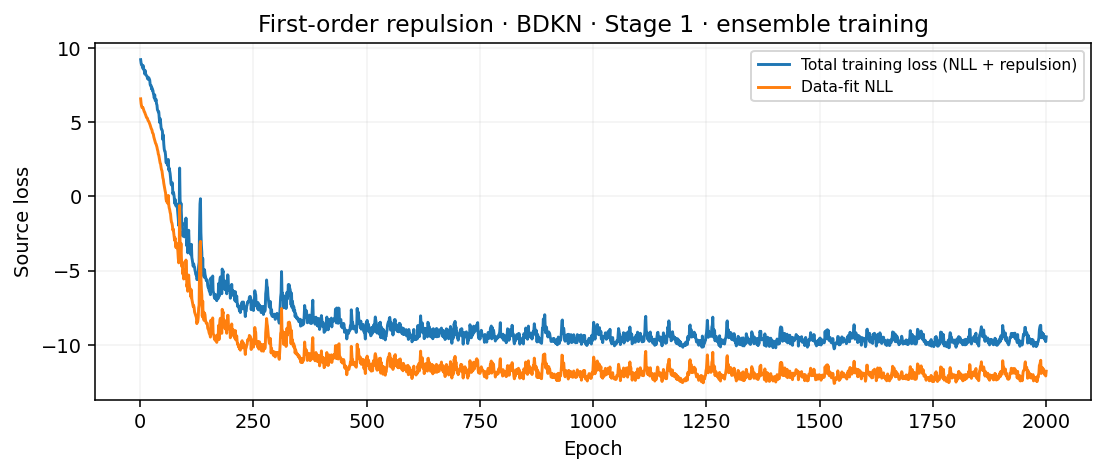 First-order repulsion · BDKN · Stage 1 · ensemble training
Total training loss (NLL + repulsion)
Data-fit NLL
Source loss
10
5
0
−5
−10
0 250 500 750 1000 1250 1500 1750 2000
Epoch